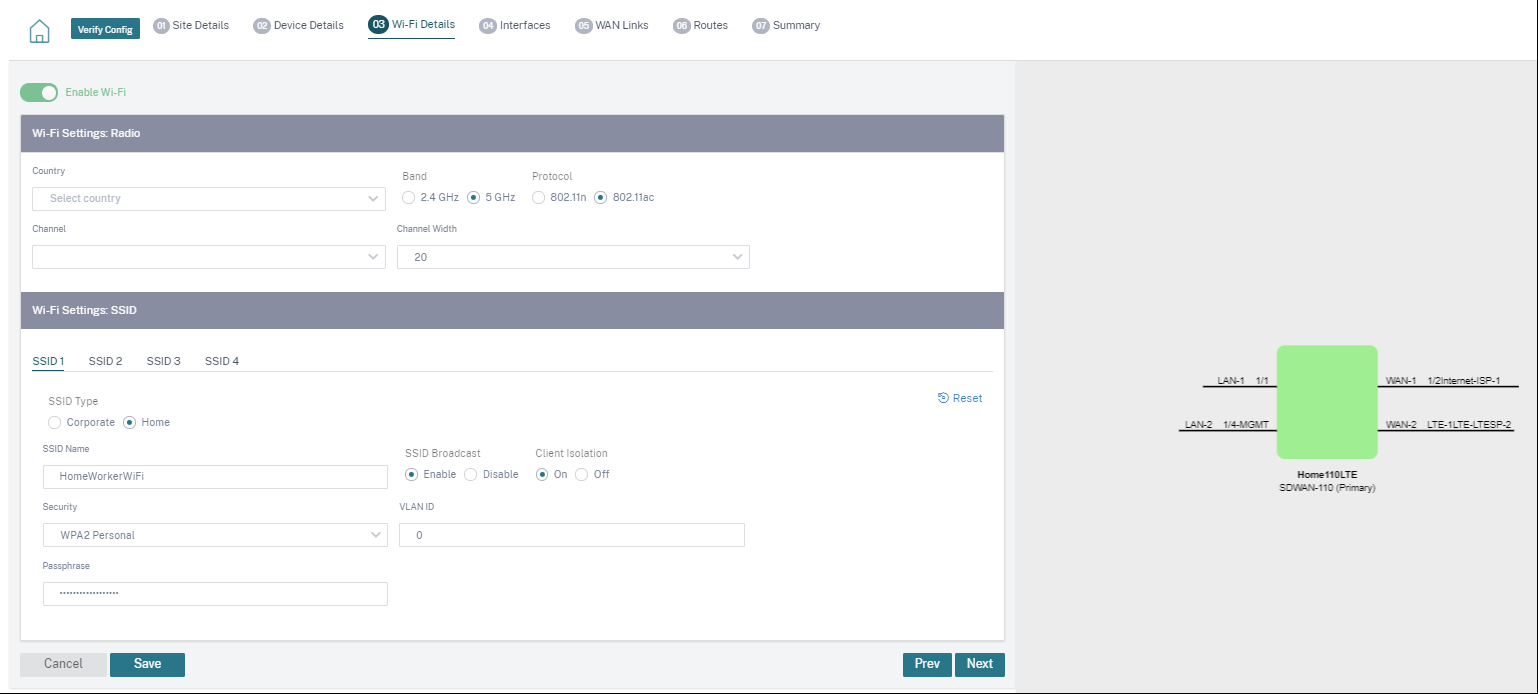 Verify Config
01 Site Details
02 Device Details
03 Wi-Fi Details
04 Interfaces
05 WAN Links
06 Routes
07 Summary
Enable Wi-Fi
Wi-Fi Settings: Radio
Country
Select country
Band
2.4 GHz 5 GHz
Protocol
802.11n 802.11ac
Channel
Channel Width
20
Wi-Fi Settings: SSID
SSID 1 SSID 2 SSID 3 SSID 4
SSID Type
Corporate Home
Reset
SSID Name
HomeWorkerWiFi
SSID Broadcast
Enable Disable
Client Isolation
On Off
Security
WPA2 Personal
VLAN ID
0
Passphrase
Cancel Save
Prev Next
LAN-1 1/1
WAN-1 1/2Internet-ISP-1
LAN-2 1/4-MGMT
WAN-2 LTE-1LTE-LTESP-2
Home110LTE
SDWAN-110 (Primary)